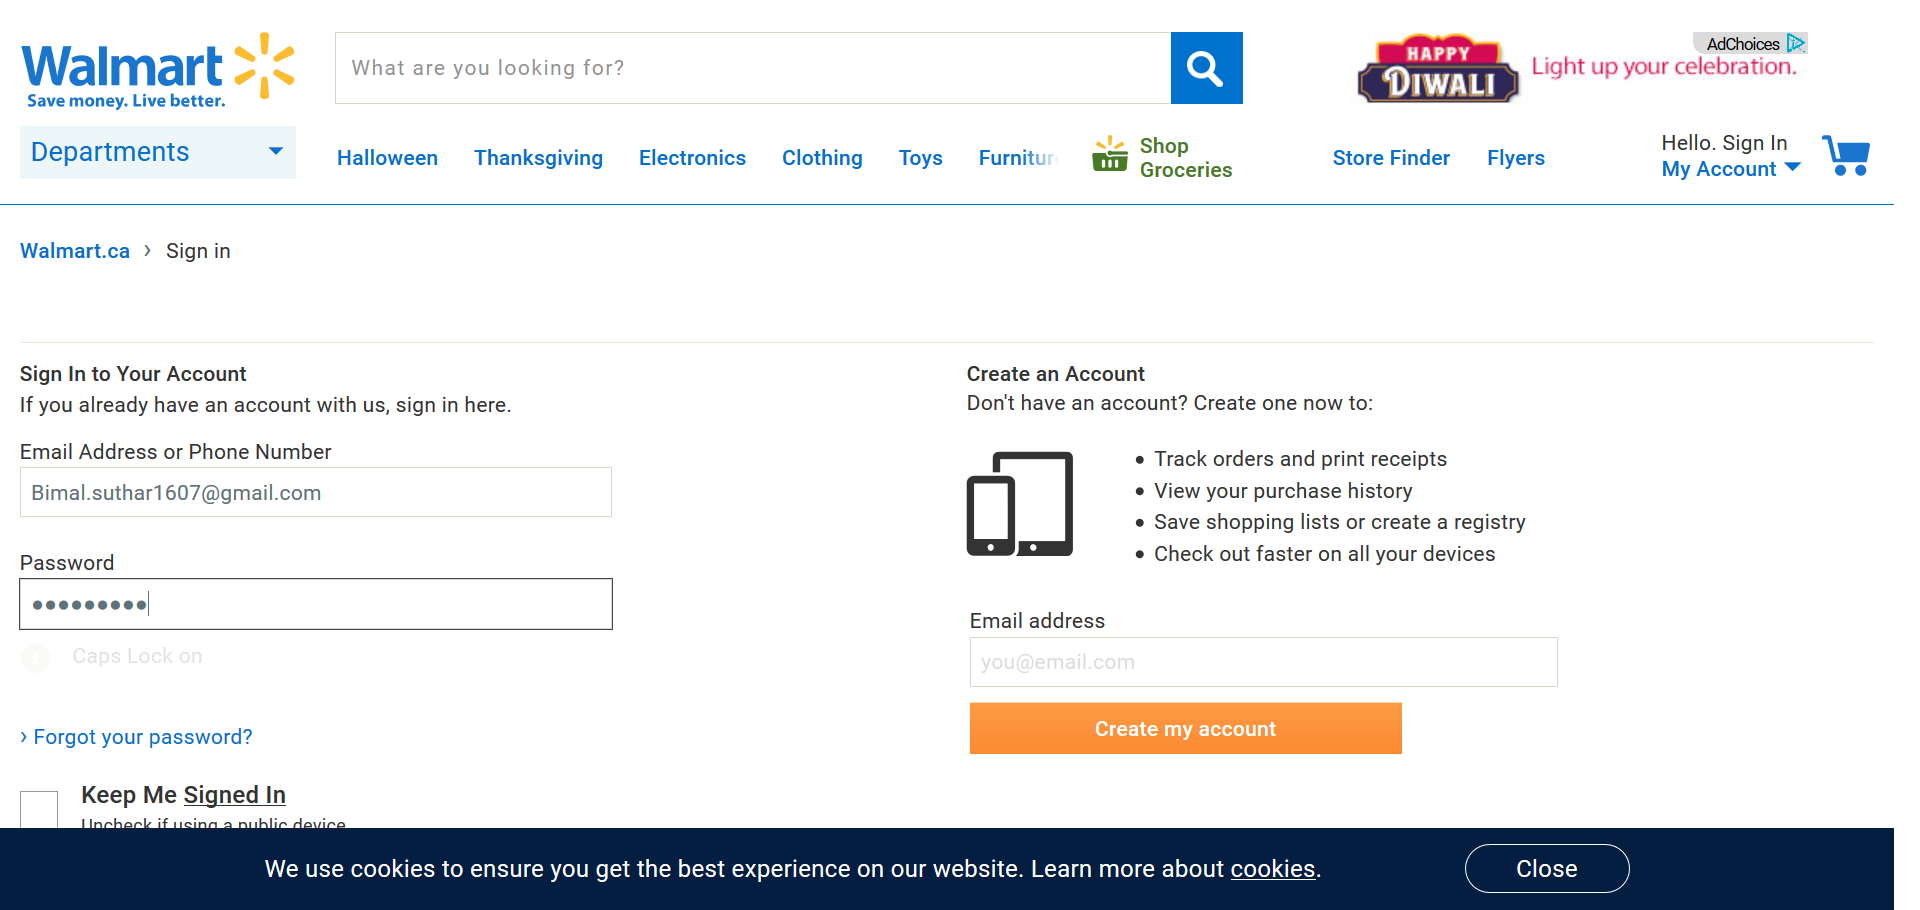 Walmart
Save money. Live better.
What are you looking for?
HAPPY
DIWALI
Light up your celebration.
AdChoices
Departments
Halloween
Thanksgiving
Electronics
Clothing
Toys
Furniture
Shop
Groceries
Store Finder
Flyers
Hello. Sign In
My Account
Walmart.ca › Sign in
Sign In to Your Account
If you already have an account with us, sign in here.
Email Address or Phone Number
Bimal.suthar1607@gmail.com
Password
•••••••••
Caps Lock on
› Forgot your password?
Keep Me Signed In
Uncheck if using a public device
Create an Account
Don't have an account? Create one now to:
• Track orders and print receipts
• View your purchase history
• Save shopping lists or create a registry
• Check out faster on all your devices
Email address
you@email.com
Create my account
We use cookies to ensure you get the best experience on our website. Learn more about cookies.
Close